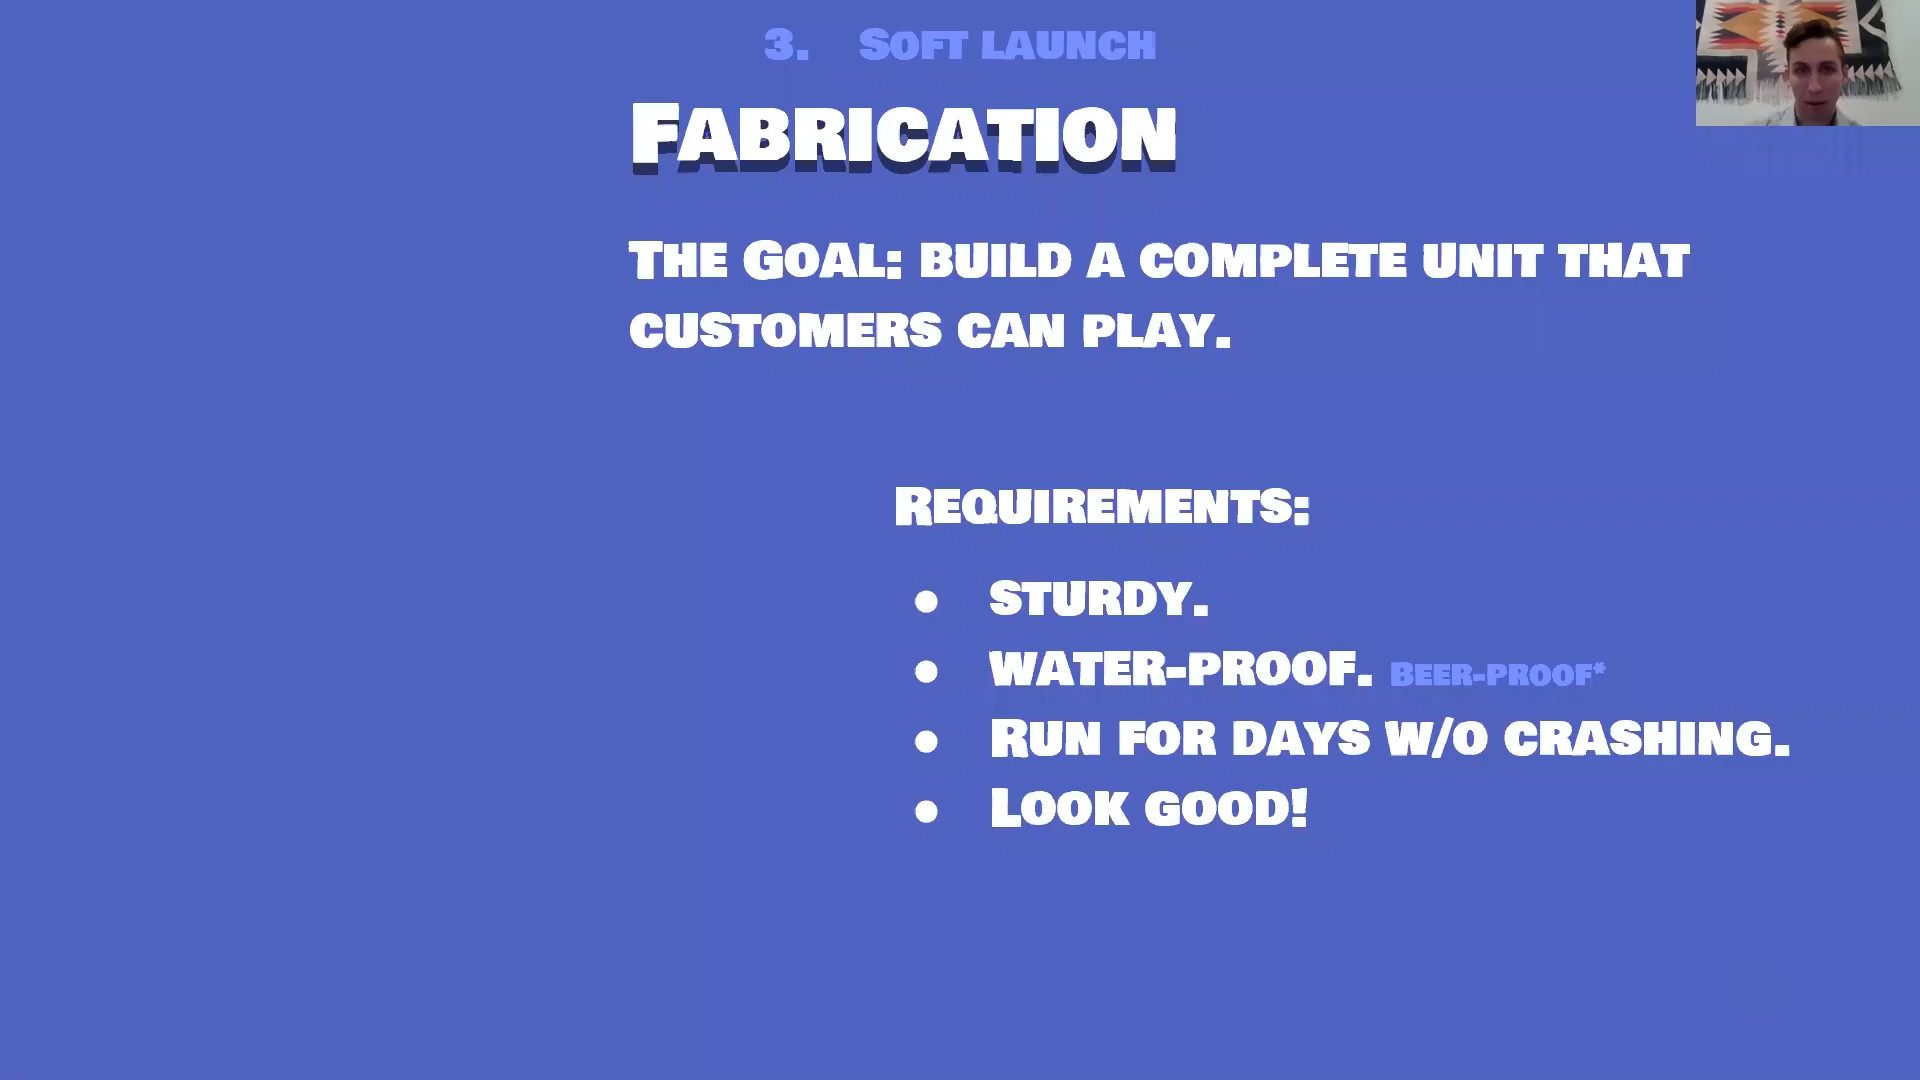 3. Soft launch
Fabrication
The Goal: build a complete unit that
customers can play.
Requirements:
● sturdy.
● water-proof. Beer-proof*
● Run for days w/o crashing.
● Look good!